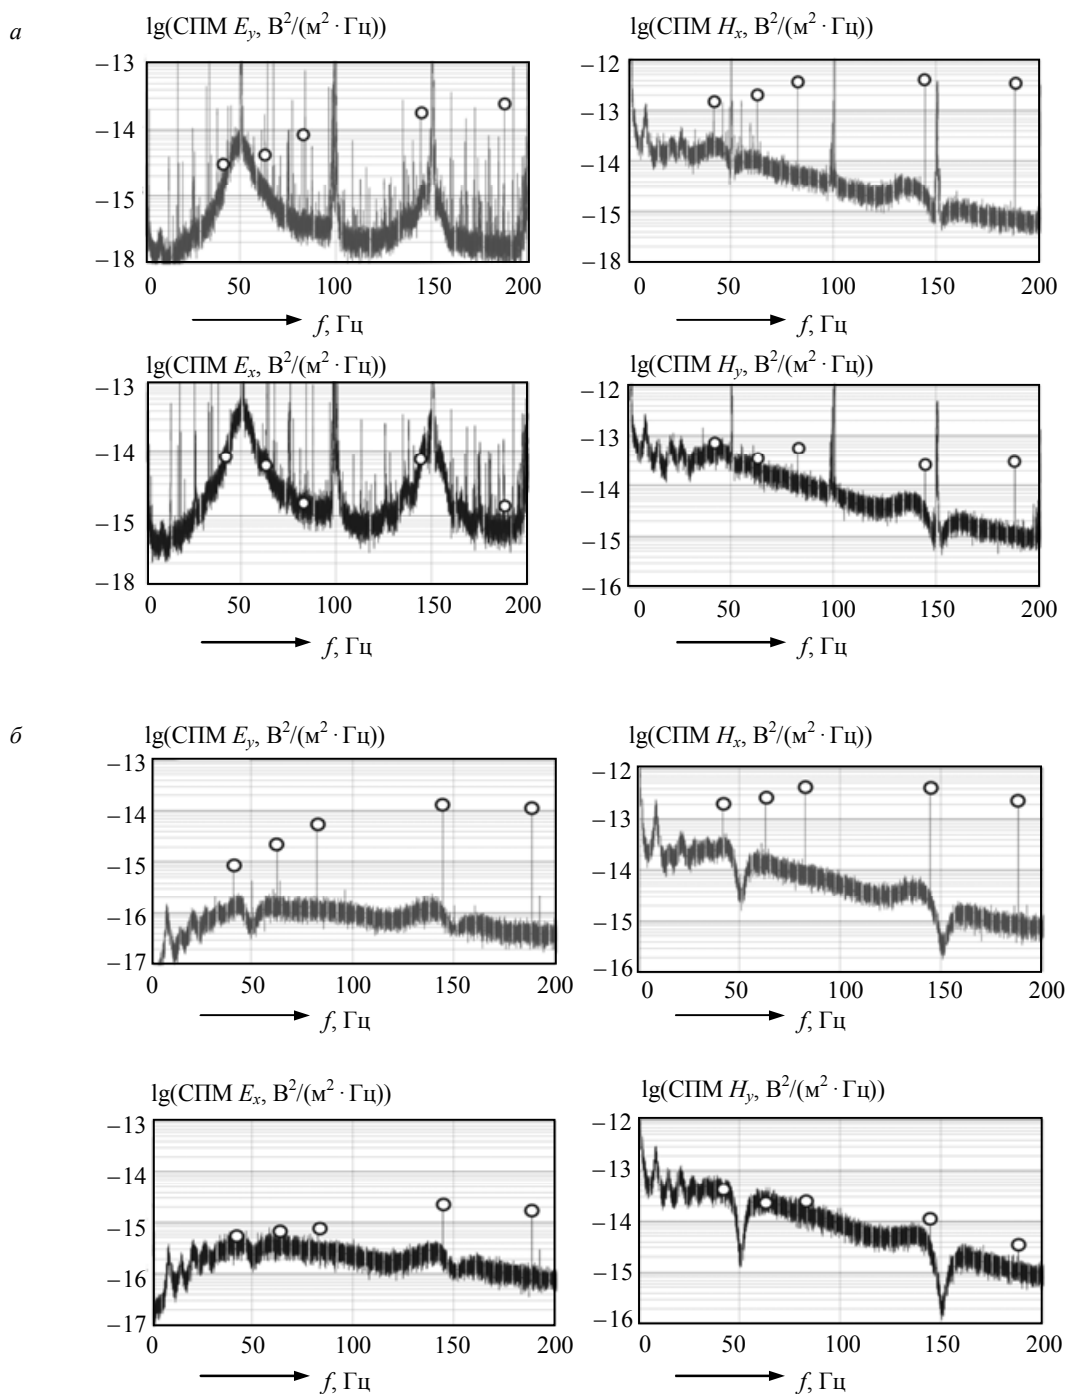 а
lg(СПМ Ey, В²/(м² · Гц))
lg(СПМ Hx, В²/(м² · Гц))
–13
–14
–15
–18
0 50 100 150 200
f, Гц
–12
–13
–14
–15
–18
0 50 100 150 200
f, Гц
lg(СПМ Ex, В²/(м² · Гц))
lg(СПМ Hy, В²/(м² · Гц))
–13
–14
–15
–18
0 50 100 150 200
f, Гц
–12
–13
–14
–15
–16
0 50 100 150 200
f, Гц
б
lg(СПМ Ey, В²/(м² · Гц))
lg(СПМ Hx, В²/(м² · Гц))
–13
–14
–15
–16
–17
0 50 100 150 200
f, Гц
–12
–13
–14
–15
–16
0 50 100 150 200
f, Гц
lg(СПМ Ex, В²/(м² · Гц))
lg(СПМ Hy, В²/(м² · Гц))
–13
–14
–15
–16
–17
0 50 100 150 200
f, Гц
–12
–13
–14
–15
–16
0 50 100 150 200
f, Гц